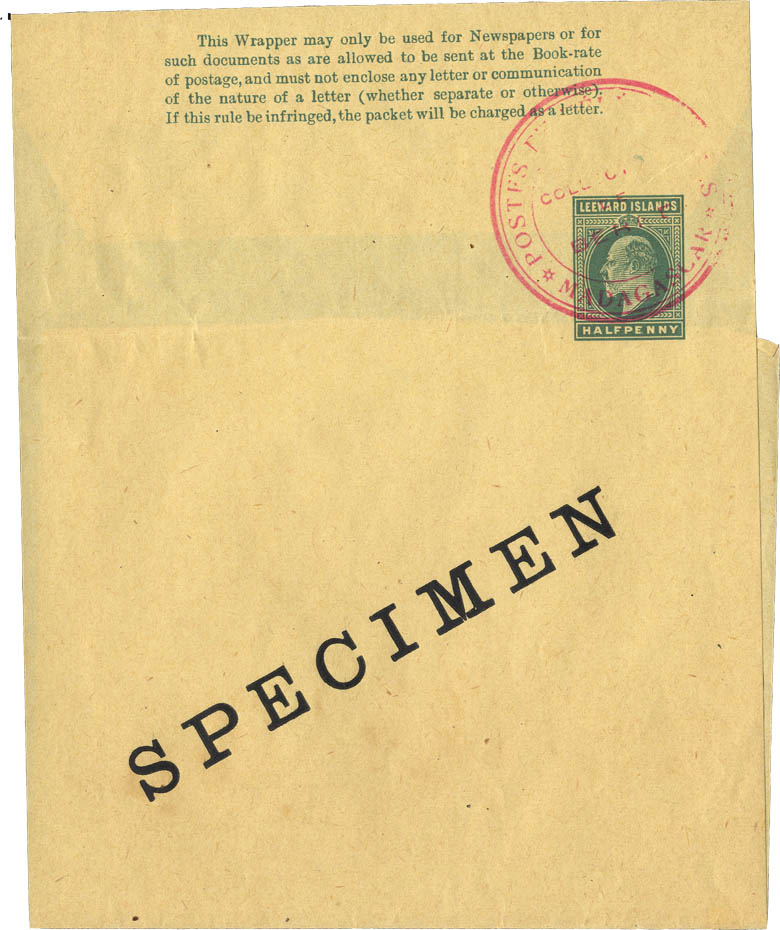 This Wrapper may only be used for Newspapers or for
such documents as are allowed to be sent at the Book-rate
of postage, and must not enclose any letter or communication
of the nature of a letter (whether separate or otherwise).
If this rule be infringed, the packet will be charged as a letter.
POSTES
MADAGASCAR
LEEWARD ISLANDS
HALFPENNY
SPECIMEN